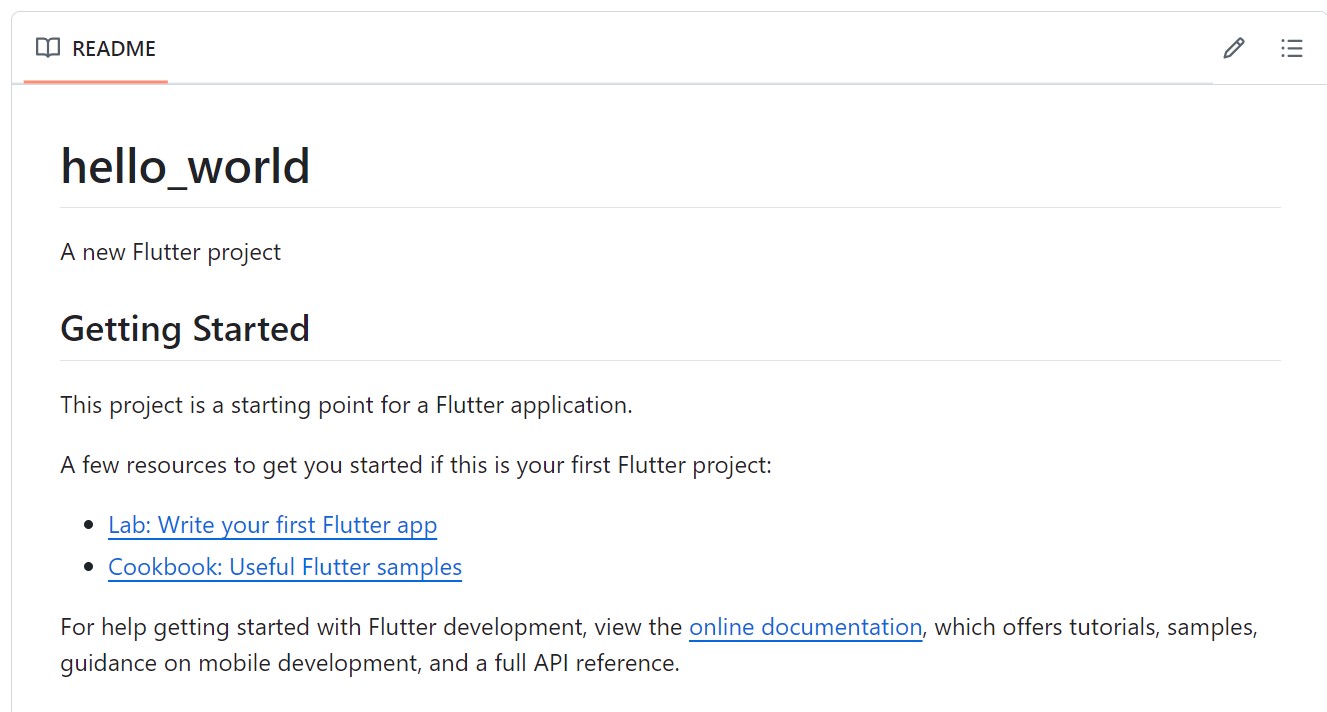 README
hello_world
A new Flutter project
Getting Started
This project is a starting point for a Flutter application.
A few resources to get you started if this is your first Flutter project:
Lab: Write your first Flutter app
Cookbook: Useful Flutter samples
For help getting started with Flutter development, view the online documentation, which offers tutorials, samples,
guidance on mobile development, and a full API reference.